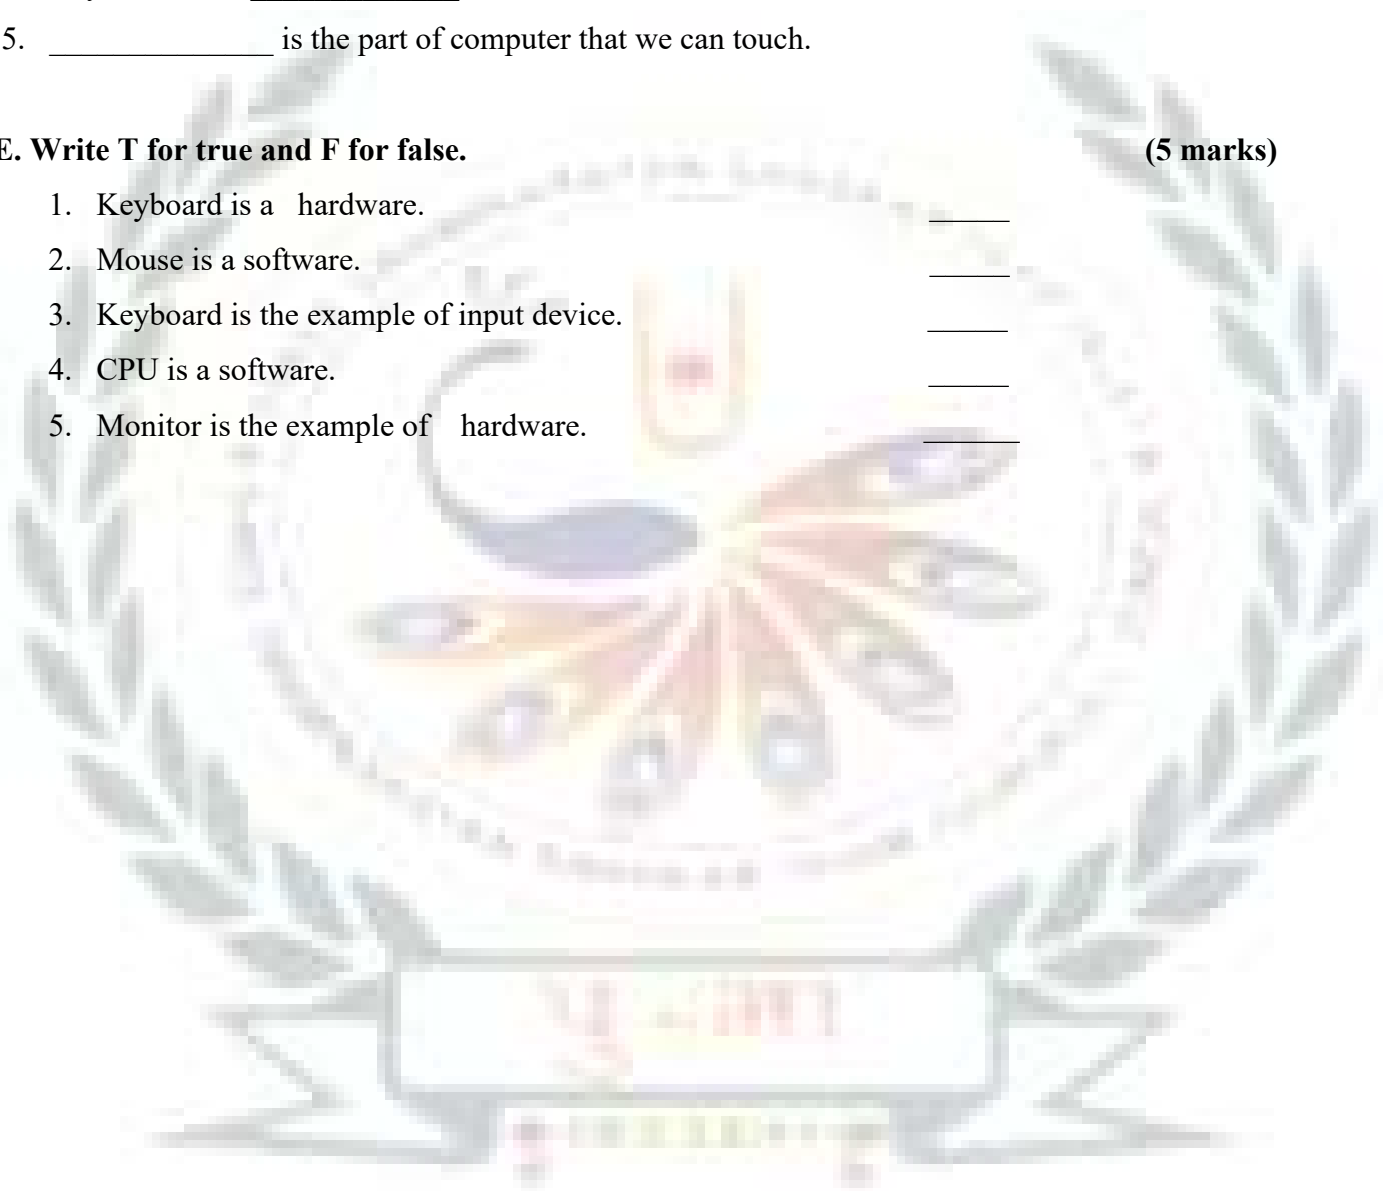 5. ______________ is the part of computer that we can touch.
E. Write T for true and F for false. (5 marks)
1. Keyboard is a hardware. _____
2. Mouse is a software. _____
3. Keyboard is the example of input device. _____
4. CPU is a software. _____
5. Monitor is the example of hardware. ______